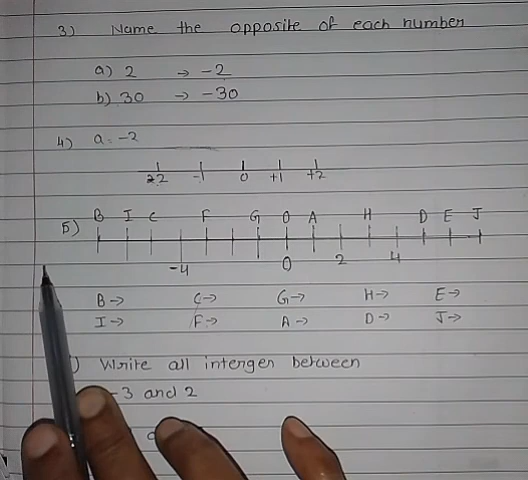 3) Name the opposite of each number
a) 2 → -2
b) 30 → -30
4) a. -2
-2 -1 0 +1 +2
5) B I C F G O A H D E J
-4 0 2 4
B→ C→ G→ H→ E→
I→ F→ A→ D→ J→
) Write all interger between
-3 and 2